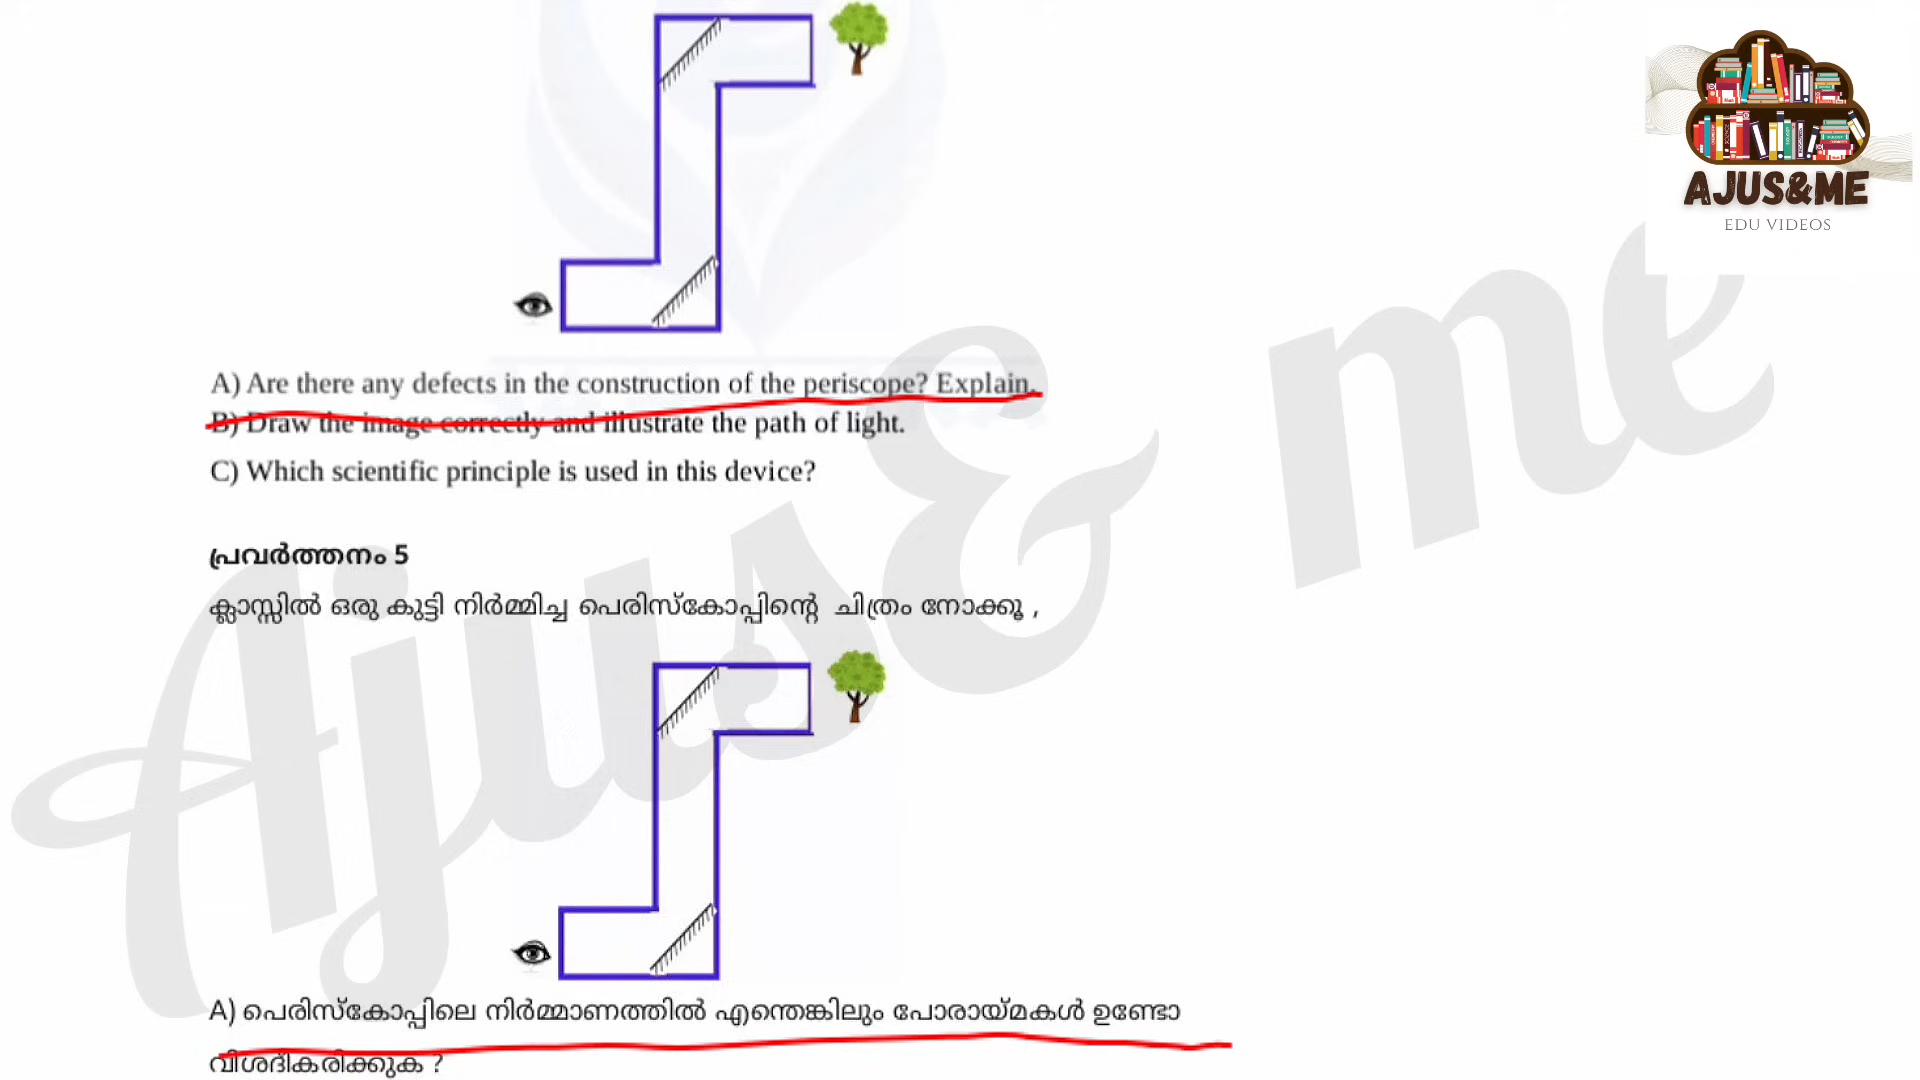 AJUS&ME
EDU VIDEOS
A) Are there any defects in the construction of the periscope? Explain.
B) Draw the image correctly and illustrate the path of light.
C) Which scientific principle is used in this device?
പ്രവർത്തനം 5
ക്ലാസ്സിൽ ഒരു കുട്ടി നിർമ്മിച്ച പെരിസ്കോപ്പിന്റെ ചിത്രം നോക്കൂ ,
A) പെരിസ്കോപ്പിലെ നിർമ്മാണത്തിൽ എന്തെങ്കിലും പോരായ്മകൾ ഉണ്ടോ
വിശദീകരിക്കുക ?
Ajus& me